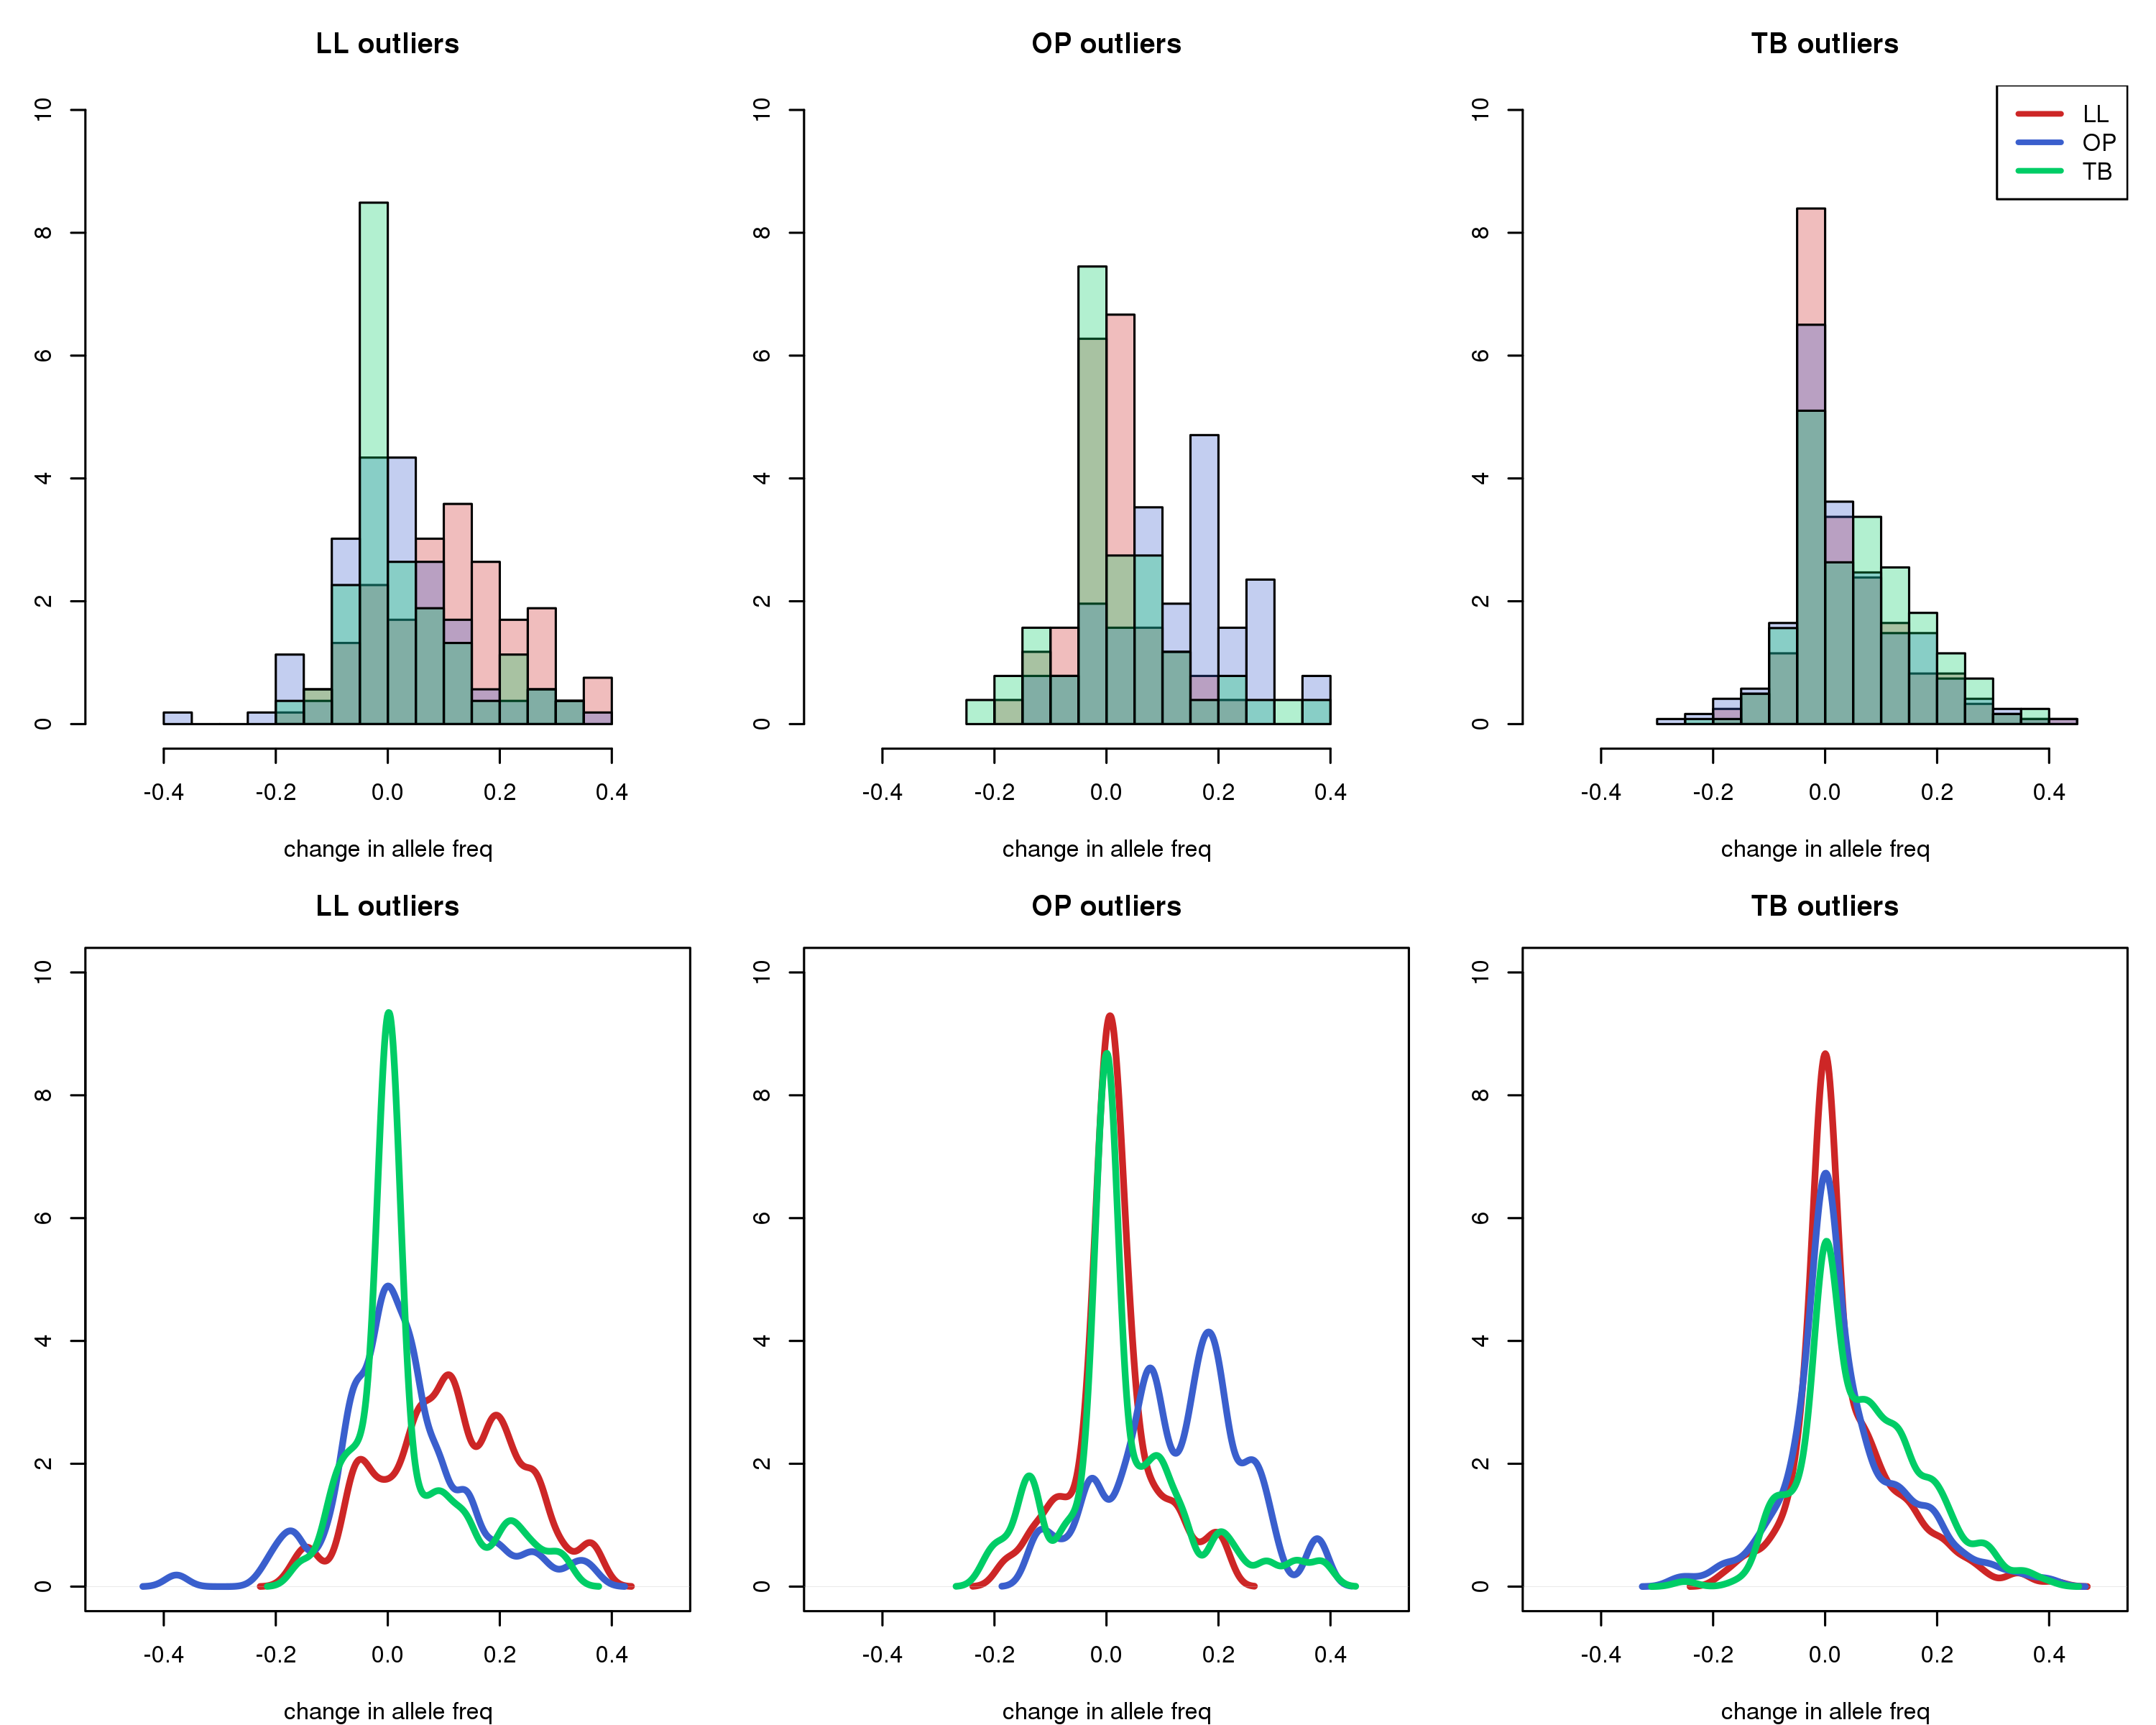 LL outliers OP outliers TB outliers
10 10 10
LL
OP
TB
8 8 8
6 6 6
4 4 4
2 2 2
0 0 0
-0.4 -0.2 0.0 0.2 0.4 -0.4 -0.2 0.0 0.2 0.4 -0.4 -0.2 0.0 0.2 0.4
change in allele freq change in allele freq change in allele freq
LL outliers OP outliers TB outliers
10 10 10
8 8 8
6 6 6
4 4 4
2 2 2
0 0 0
-0.4 -0.2 0.0 0.2 0.4 -0.4 -0.2 0.0 0.2 0.4 -0.4 -0.2 0.0 0.2 0.4
change in allele freq change in allele freq change in allele freq